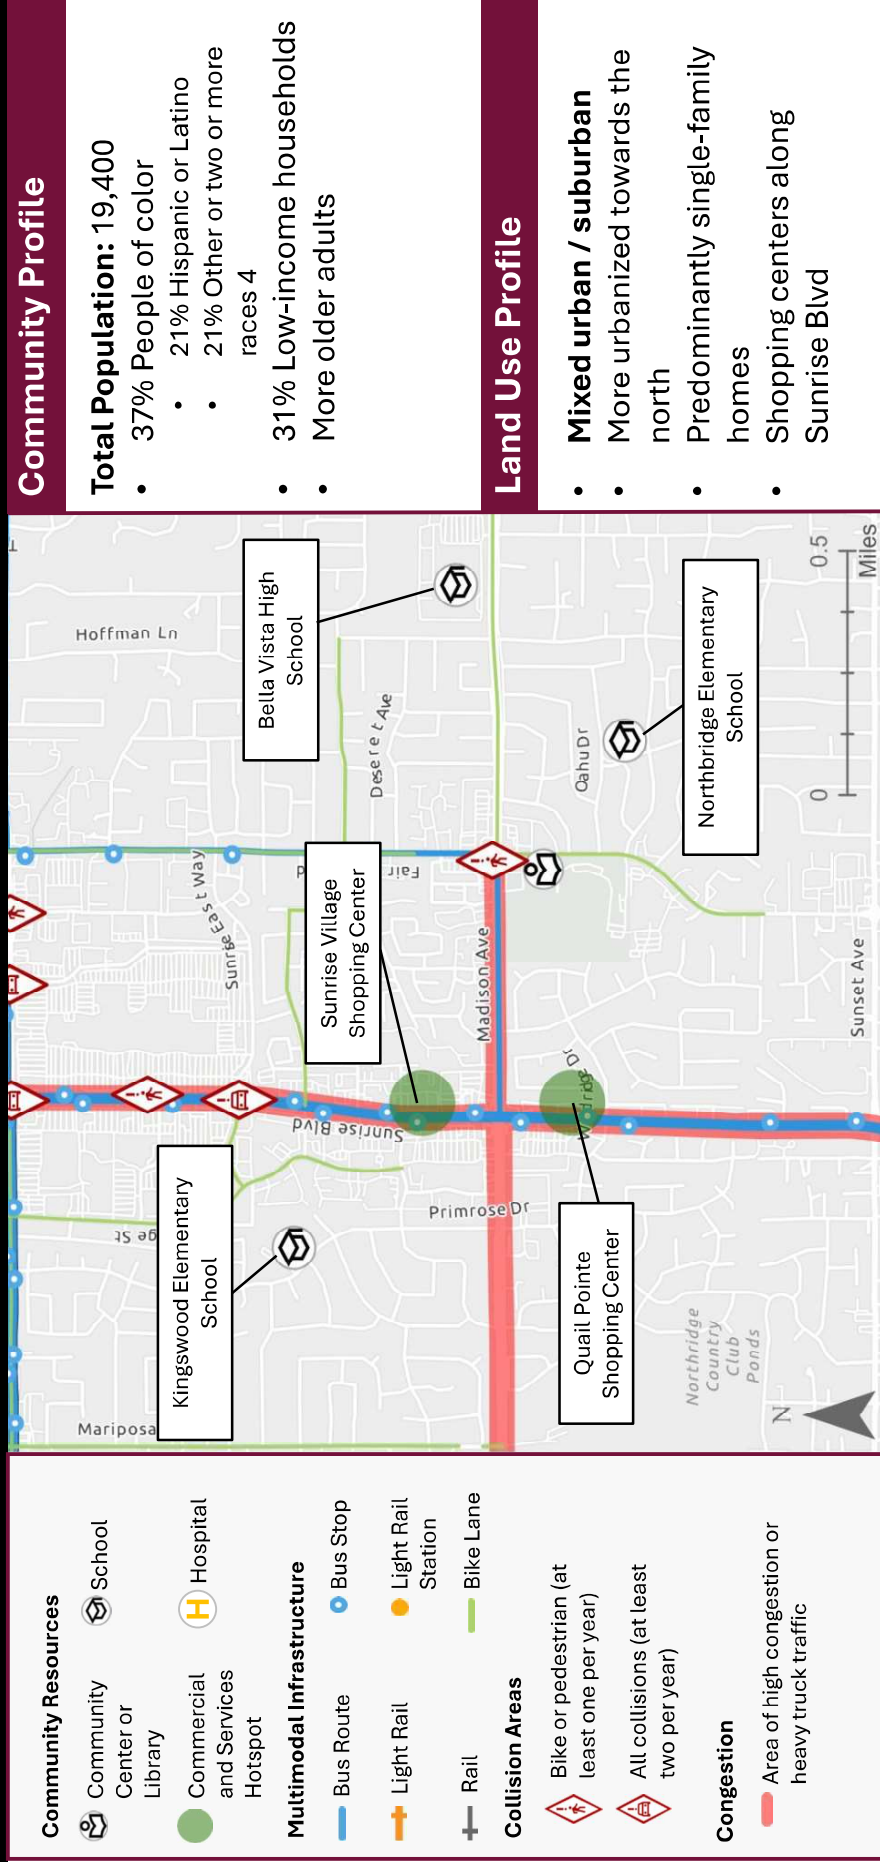 Community Resources
Community
Center or
Library
School
Commercial
and Services
Hotspot
Hospital
H
Multimodal Infrastructure
Bus Route
Bus Stop
Light Rail
Light Rail
Station
Rail
Bike Lane
Collision Areas
Bike or pedestrian (at
least one per year)
All collisions (at least
two per year)
Congestion
Area of high congestion or
heavy truck traffic
Mariposa
Kingswood Elementary
School
Sunrise Blvd
Primrose Dr
Quail Pointe
Shopping Center
Northridge
Country
Club
Ponds
N
Sunrise East Way
Sunrise Village
Shopping Center
Fair
Madison Ave
Sunset Ave
Hoffman Ln
Bella Vista High
School
Deseret Ave
Oahu Dr
Northbridge Elementary
School
0
0.5
Miles
Community Profile
Total Population: 19,400
• 37% People of color
• 21% Hispanic or Latino
• 21% Other or two or more
races 4
• 31% Low-income households
• More older adults
Land Use Profile
• Mixed urban / suburban
• More urbanized towards the
north
• Predominantly single-family
homes
• Shopping centers along
Sunrise Blvd